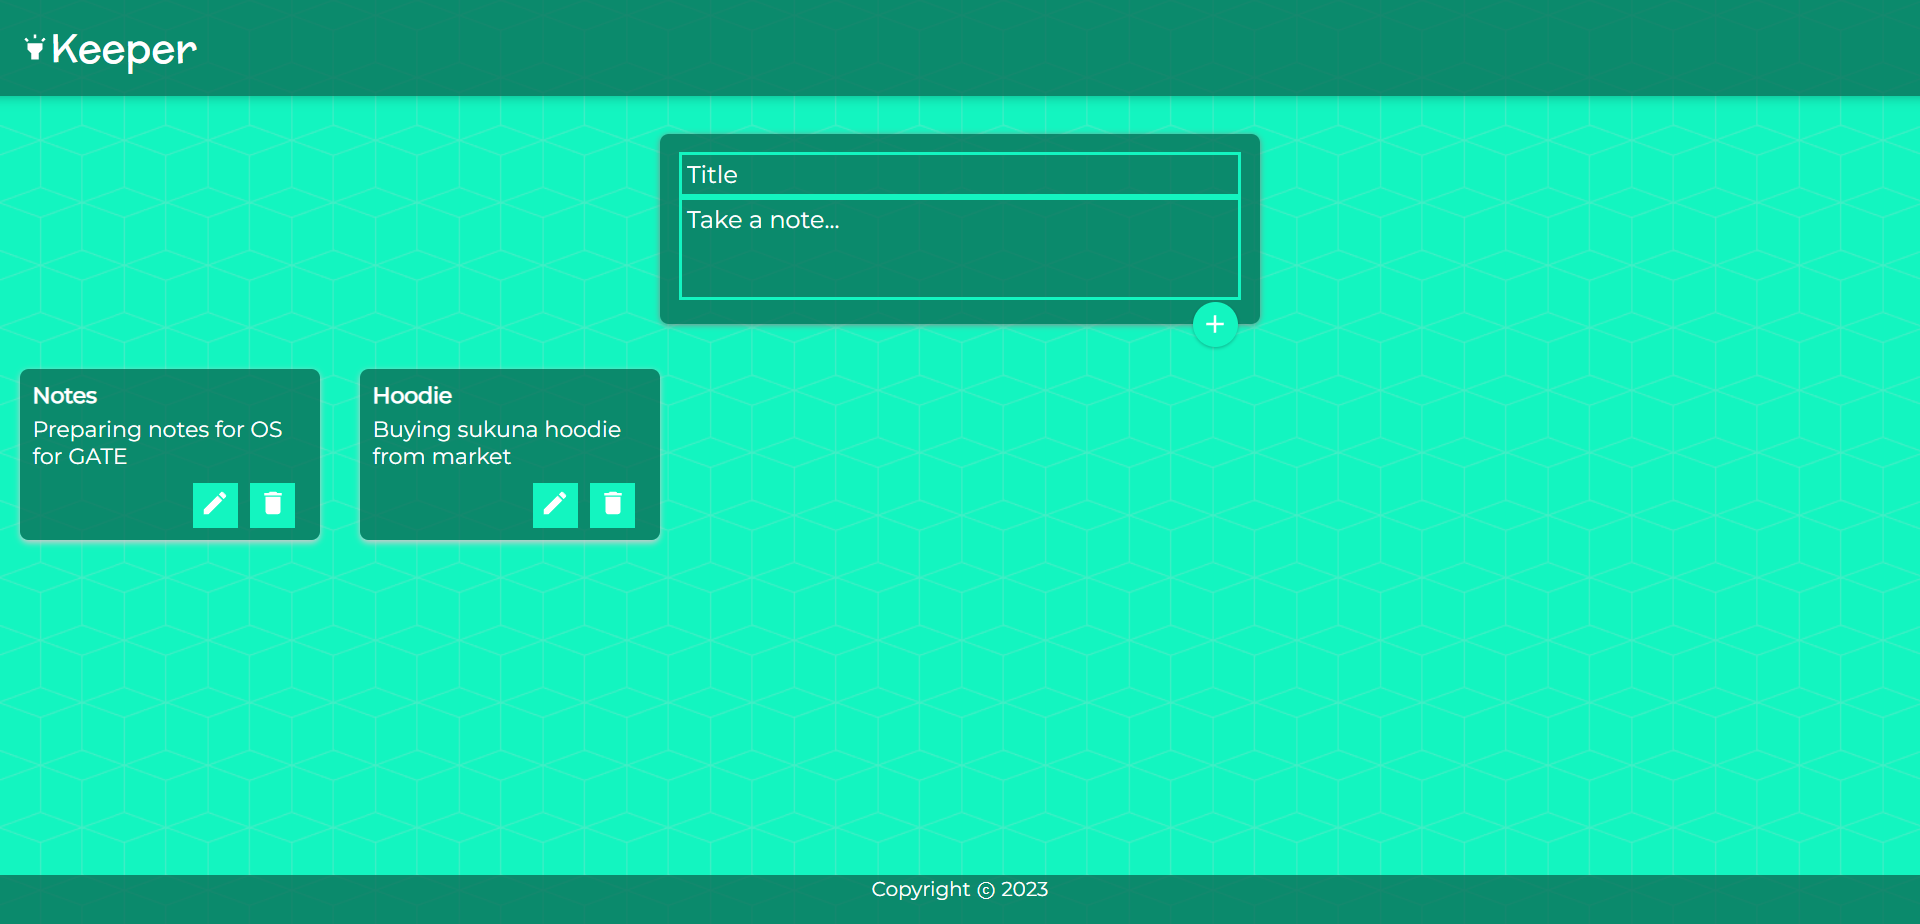 Keeper
Title
Take a note...
Notes
Preparing notes for OS
for GATE
Hoodie
Buying sukuna hoodie
from market
Copyright © 2023